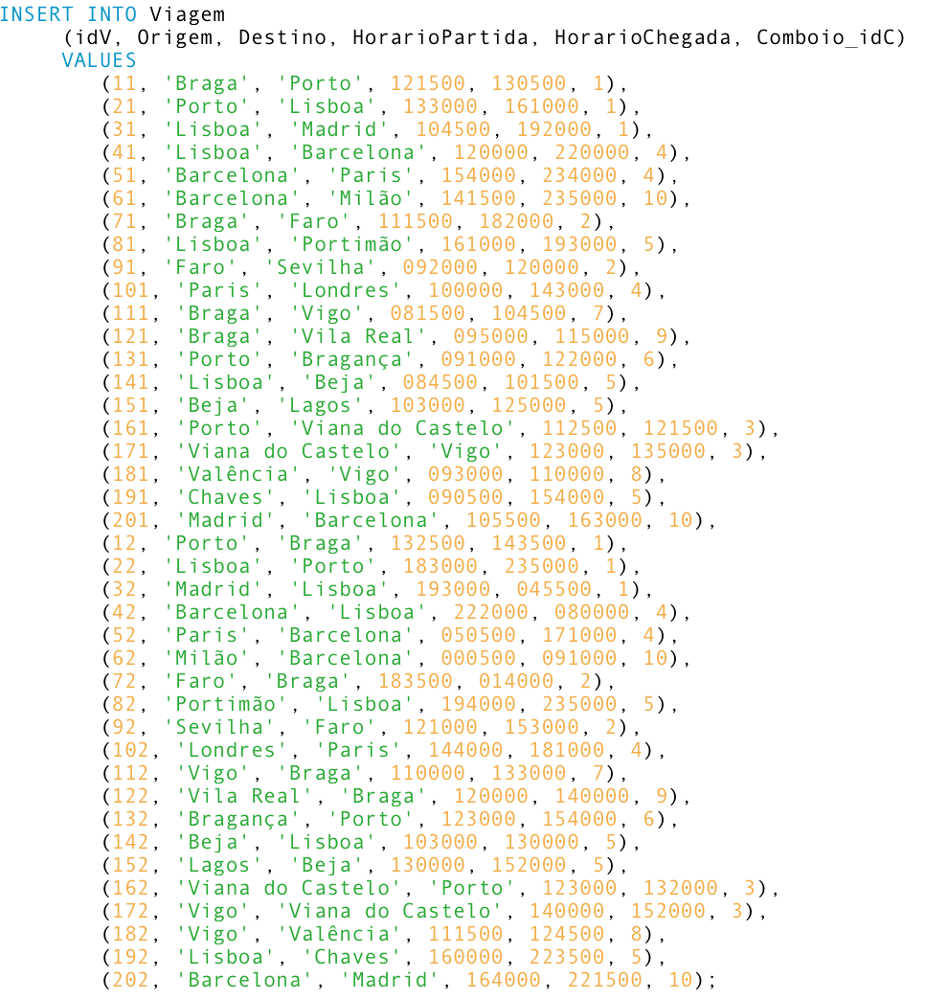 INSERT INTO Viagem
(idV, Origem, Destino, HorarioPartida, HorarioChegada, Comboio_idC)
VALUES
(11, 'Braga', 'Porto', 121500, 130500, 1),
(21, 'Porto', 'Lisboa', 133000, 161000, 1),
(31, 'Lisboa', 'Madrid', 104500, 192000, 1),
(41, 'Lisboa', 'Barcelona', 120000, 220000, 4),
(51, 'Barcelona', 'Paris', 154000, 234000, 4),
(61, 'Barcelona', 'Milão', 141500, 235000, 10),
(71, 'Braga', 'Faro', 111500, 182000, 2),
(81, 'Lisboa', 'Portimão', 161000, 193000, 5),
(91, 'Faro', 'Sevilha', 092000, 120000, 2),
(101, 'Paris', 'Londres', 100000, 143000, 4),
(111, 'Braga', 'Vigo', 081500, 104500, 7),
(121, 'Braga', 'Vila Real', 095000, 115000, 9),
(131, 'Porto', 'Bragança', 091000, 122000, 6),
(141, 'Lisboa', 'Beja', 084500, 101500, 5),
(151, 'Beja', 'Lagos', 103000, 125000, 5),
(161, 'Porto', 'Viana do Castelo', 112500, 121500, 3),
(171, 'Viana do Castelo', 'Vigo', 123000, 135000, 3),
(181, 'Valência', 'Vigo', 093000, 110000, 8),
(191, 'Chaves', 'Lisboa', 090500, 154000, 5),
(201, 'Madrid', 'Barcelona', 105500, 163000, 10),
(12, 'Porto', 'Braga', 132500, 143500, 1),
(22, 'Lisboa', 'Porto', 183000, 235000, 1),
(32, 'Madrid', 'Lisboa', 193000, 045500, 1),
(42, 'Barcelona', 'Lisboa', 222000, 080000, 4),
(52, 'Paris', 'Barcelona', 050500, 171000, 4),
(62, 'Milão', 'Barcelona', 000500, 091000, 10),
(72, 'Faro', 'Braga', 183500, 014000, 2),
(82, 'Portimão', 'Lisboa', 194000, 235000, 5),
(92, 'Sevilha', 'Faro', 121000, 153000, 2),
(102, 'Londres', 'Paris', 144000, 181000, 4),
(112, 'Vigo', 'Braga', 110000, 133000, 7),
(122, 'Vila Real', 'Braga', 120000, 140000, 9),
(132, 'Bragança', 'Porto', 123000, 154000, 6),
(142, 'Beja', 'Lisboa', 103000, 130000, 5),
(152, 'Lagos', 'Beja', 130000, 152000, 5),
(162, 'Viana do Castelo', 'Porto', 123000, 132000, 3),
(172, 'Vigo', 'Viana do Castelo', 140000, 152000, 3),
(182, 'Vigo', 'Valência', 111500, 124500, 8),
(192, 'Lisboa', 'Chaves', 160000, 223500, 5),
(202, 'Barcelona', 'Madrid', 164000, 221500, 10);